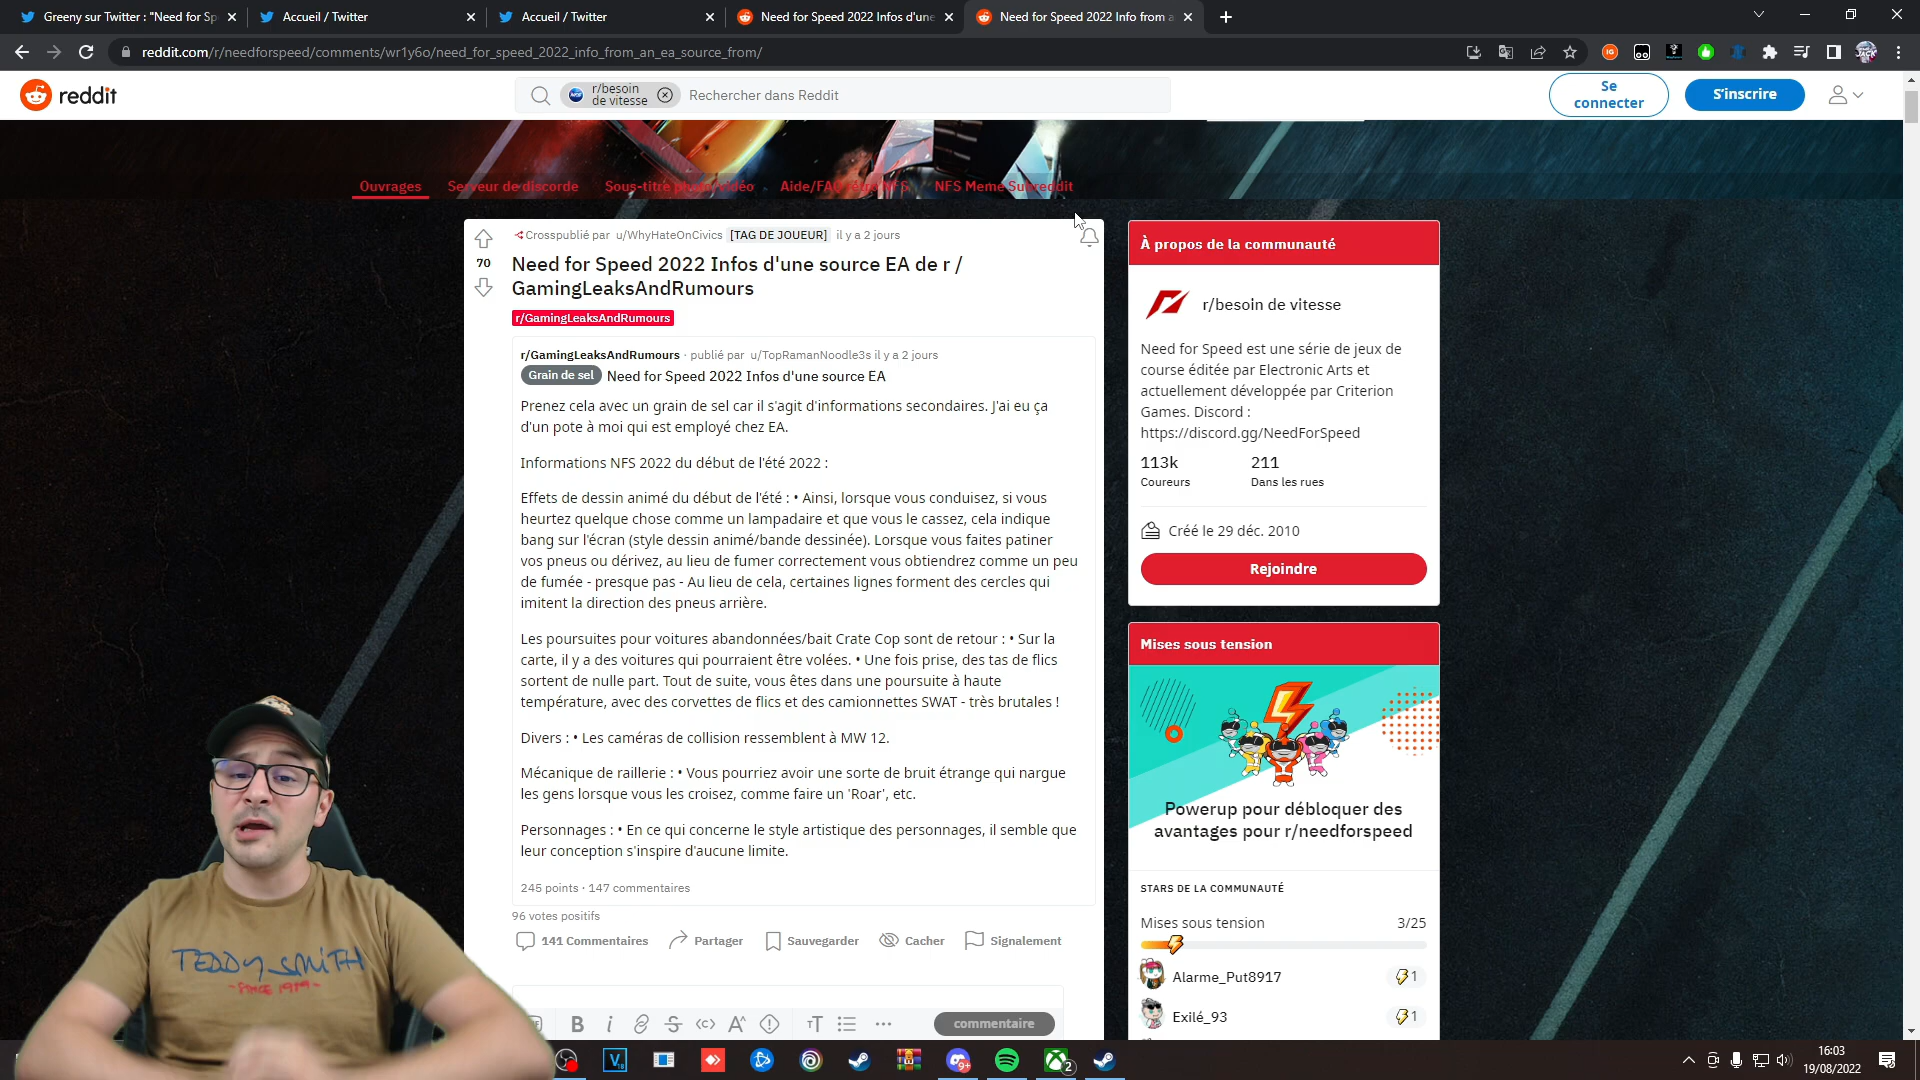 Greeny sur Twitter : "Need for Sp
Accueil / Twitter
Accueil / Twitter
Need for Speed 2022 Infos d'une
Need for Speed 2022 Info from a
reddit.com/r/needforspeed/comments/wr1y6o/need_for_speed_2022_info_from_an_ea_source_from/
reddit
r/besoin
de vitesse
Rechercher dans Reddit
Se
connecter
S'inscrire
Ouvrages
Serveur de discorde
Sous-titre photo/vidéo
NFS Meme Subreddit
Crosspublié par u/WhyHateOnCivics [TAG DE JOUEUR] il y a 2 jours
70
Need for Speed 2022 Infos d'une source EA de r /
GamingLeaksAndRumours
r/GamingLeaksAndRumours
r/GamingLeaksAndRumours · publié par u/TopRamanNoodle3s il y a 2 jours
Grain de sel Need for Speed 2022 Infos d'une source EA
Prenez cela avec un grain de sel car il s'agit d'informations secondaires. J'ai eu ça
d'un pote à moi qui est employé chez EA.
Informations NFS 2022 du début de l'été 2022 :
Effets de dessin animé du début de l'été : • Ainsi, lorsque vous conduisez, si vous
heurtez quelque chose comme un lampadaire et que vous le cassez, cela indique
bang sur l'écran (style dessin animé/bande dessinée). Lorsque vous faites patiner
vos pneus ou dérivez, au lieu de fumer correctement vous obtiendrez comme un peu
de fumée - presque pas - Au lieu de cela, certaines lignes forment des cercles qui
imitent la direction des pneus arrière.
Les poursuites pour voitures abandonnées/bait Crate Cop sont de retour : • Sur la
carte, il y a des voitures qui pourraient être volées. • Une fois prise, des tas de flics
sortent de nulle part. Tout de suite, vous êtes dans une poursuite à haute
température, avec des corvettes de flics et des camionnettes SWAT - très brutales !
Divers : • Les caméras de collision ressemblent à MW 12.
Mécanique de raillerie : • Vous pourriez avoir une sorte de bruit étrange qui nargue
les gens lorsque vous les croisez, comme faire un 'Roar', etc.
Personnages : • En ce qui concerne le style artistique des personnages, il semble que
leur conception s'inspire d'aucune limite.
245 points · 147 commentaires
96 votes positifs
141 Commentaires
Partager
Sauvegarder
Cacher
Signalement
commentaire
À propos de la communauté
r/besoin de vitesse
Need for Speed est une série de jeux de
course éditée par Electronic Arts et
actuellement développée par Criterion
Games. Discord :
https://discord.gg/NeedForSpeed
113k
211
Coureurs
Dans les rues
Créé le 29 déc. 2010
Rejoindre
Mises sous tension
Powerup pour débloquer des
avantages pour r/needforspeed
STARS DE LA COMMUNAUTÉ
Mises sous tension
3/25
Alarme_Put8917
1
Exilé_93
1
TEDDY SMITH
- SINCE 1989 -
16:03
19/08/2022